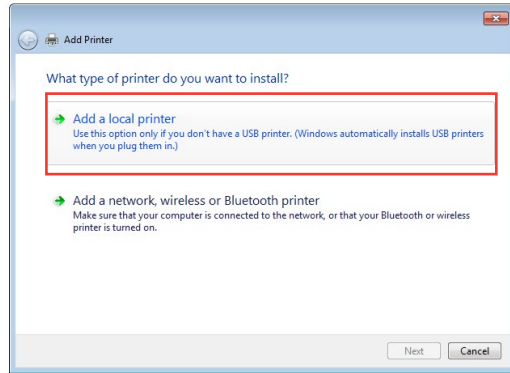 Add Printer
What type of printer do you want to install?
Add a local printer
Use this option only if you don't have a USB printer. (Windows automatically installs USB printers
when you plug them in.)
Add a network, wireless or Bluetooth printer
Make sure that your computer is connected to the network, or that your Bluetooth or wireless
printer is turned on.
Next Cancel